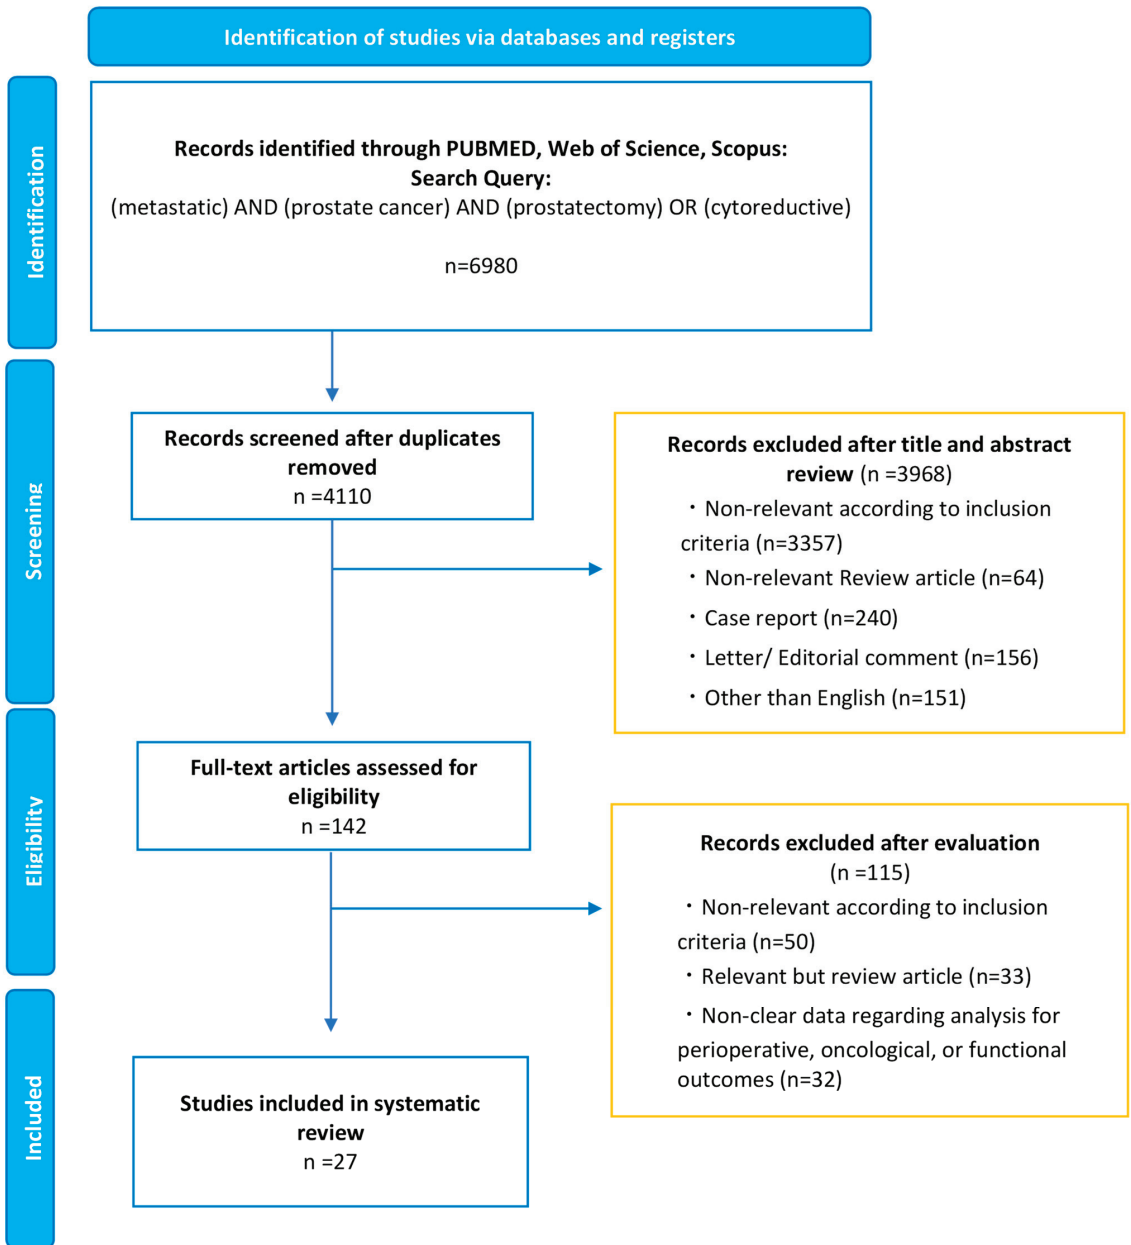 Identification of studies via databases and registers
Identification
Records identified through PUBMED, Web of Science, Scopus:
Search Query:
(metastatic) AND (prostate cancer) AND (prostatectomy) OR (cytoreductive)
n=6980
Screening
Records screened after duplicates
removed
n =4110
Records excluded after title and abstract
review (n =3968)
· Non-relevant according to inclusion
criteria (n=3357)
· Non-relevant Review article (n=64)
· Case report (n=240)
· Letter/ Editorial comment (n=156)
· Other than English (n=151)
Eligibility
Full-text articles assessed for
eligibility
n =142
Records excluded after evaluation
(n =115)
· Non-relevant according to inclusion
criteria (n=50)
· Relevant but review article (n=33)
· Non-clear data regarding analysis for
perioperative, oncological, or functional
outcomes (n=32)
Included
Studies included in systematic
review
n =27